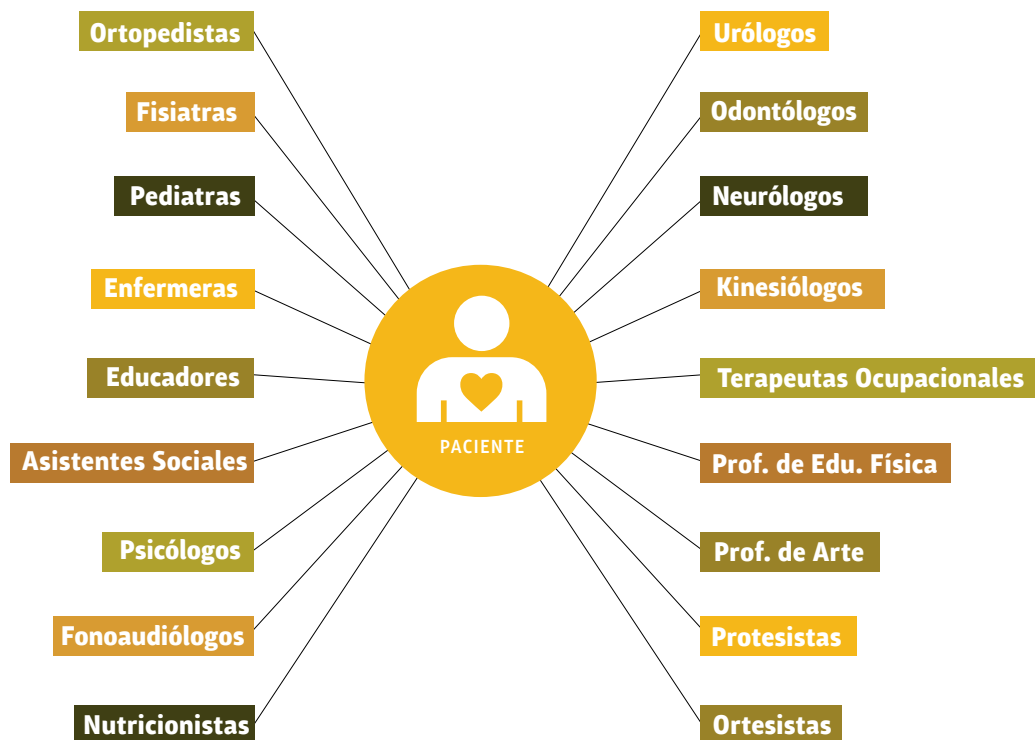 Ortopedistas
Fisiatras
Pediatras
Enfermeras
Educadores
Asistentes Sociales
Psicólogos
Fonoaudiólogos
Nutricionistas
PACIENTE
Urólogos
Odontólogos
Neurólogos
Kinesiólogos
Terapeutas Ocupacionales
Prof. de Edu. Física
Prof. de Arte
Protesistas
Ortesistas